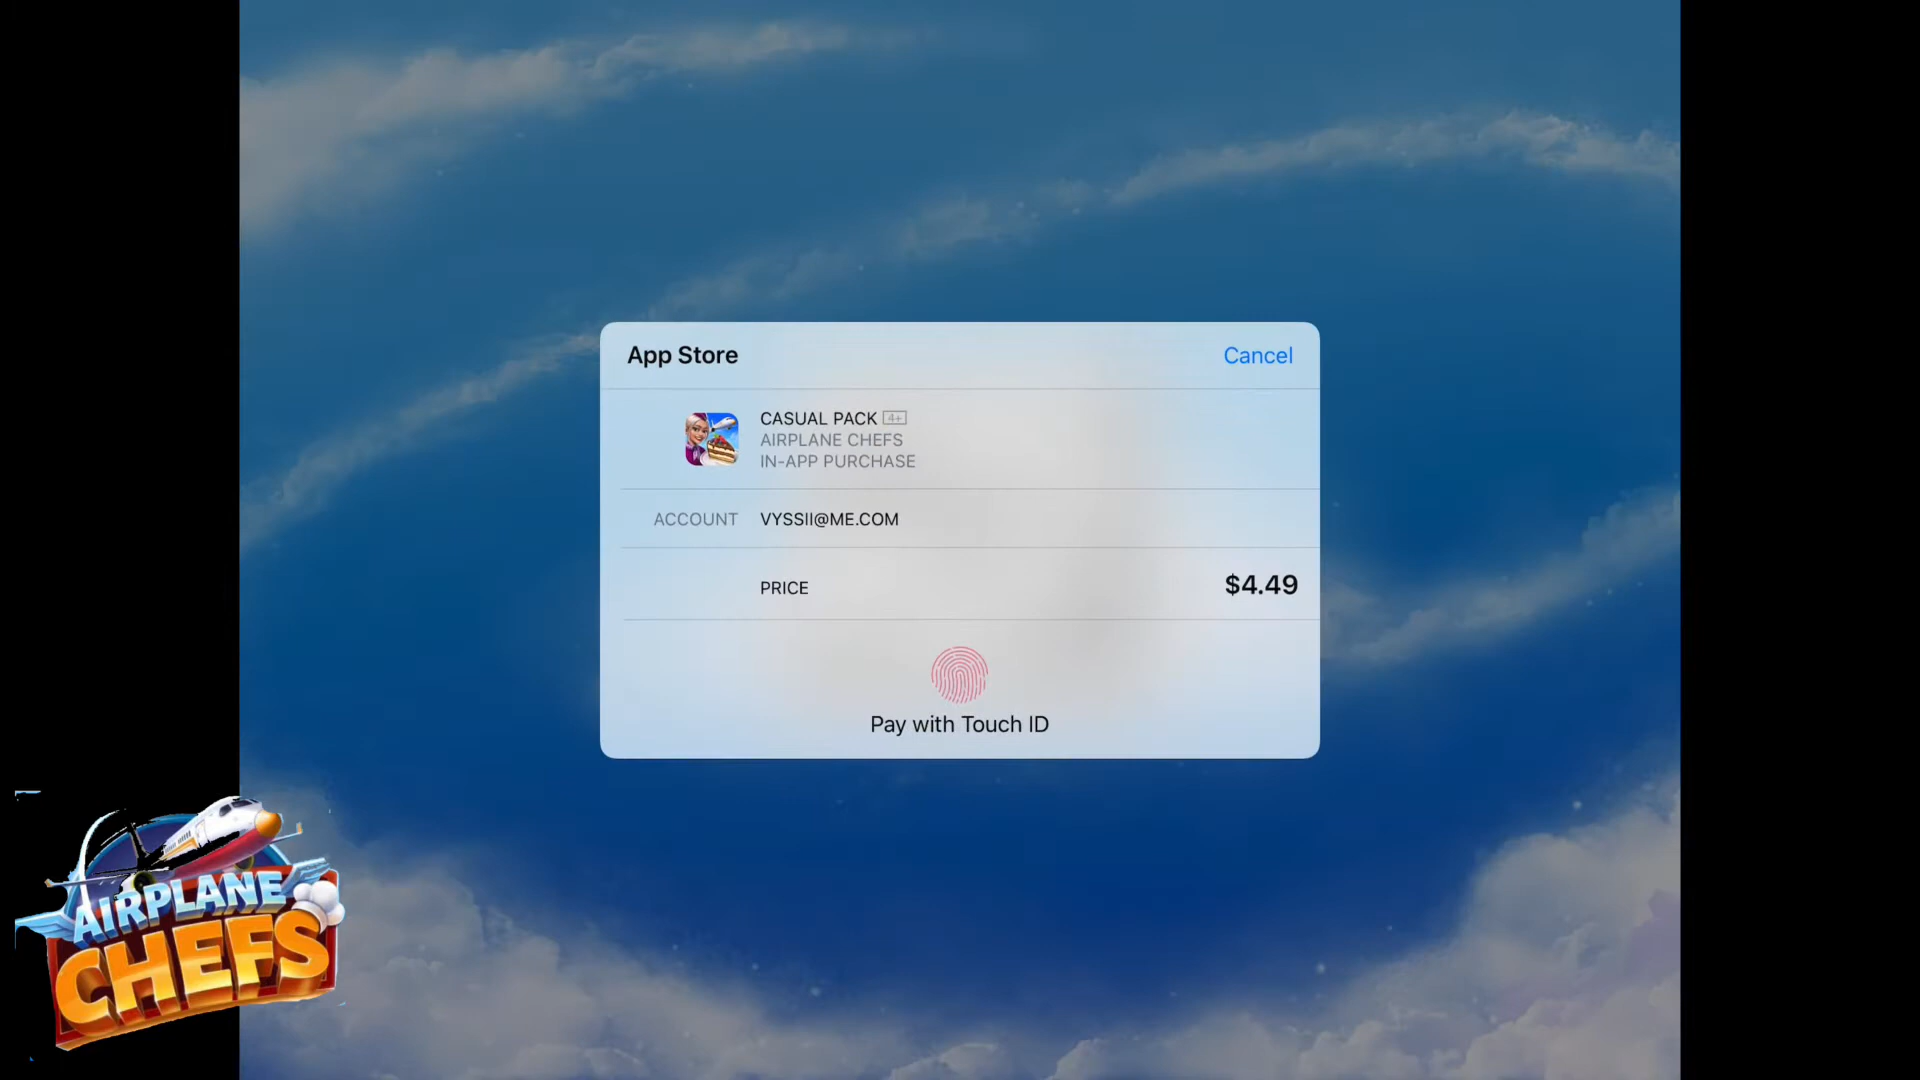 App Store
Cancel
CASUAL PACK 4+
AIRPLANE CHEFS
IN-APP PURCHASE
ACCOUNT VYSSII@ME.COM
PRICE $4.49
Pay with Touch ID
AIRPLANE
CHEFS